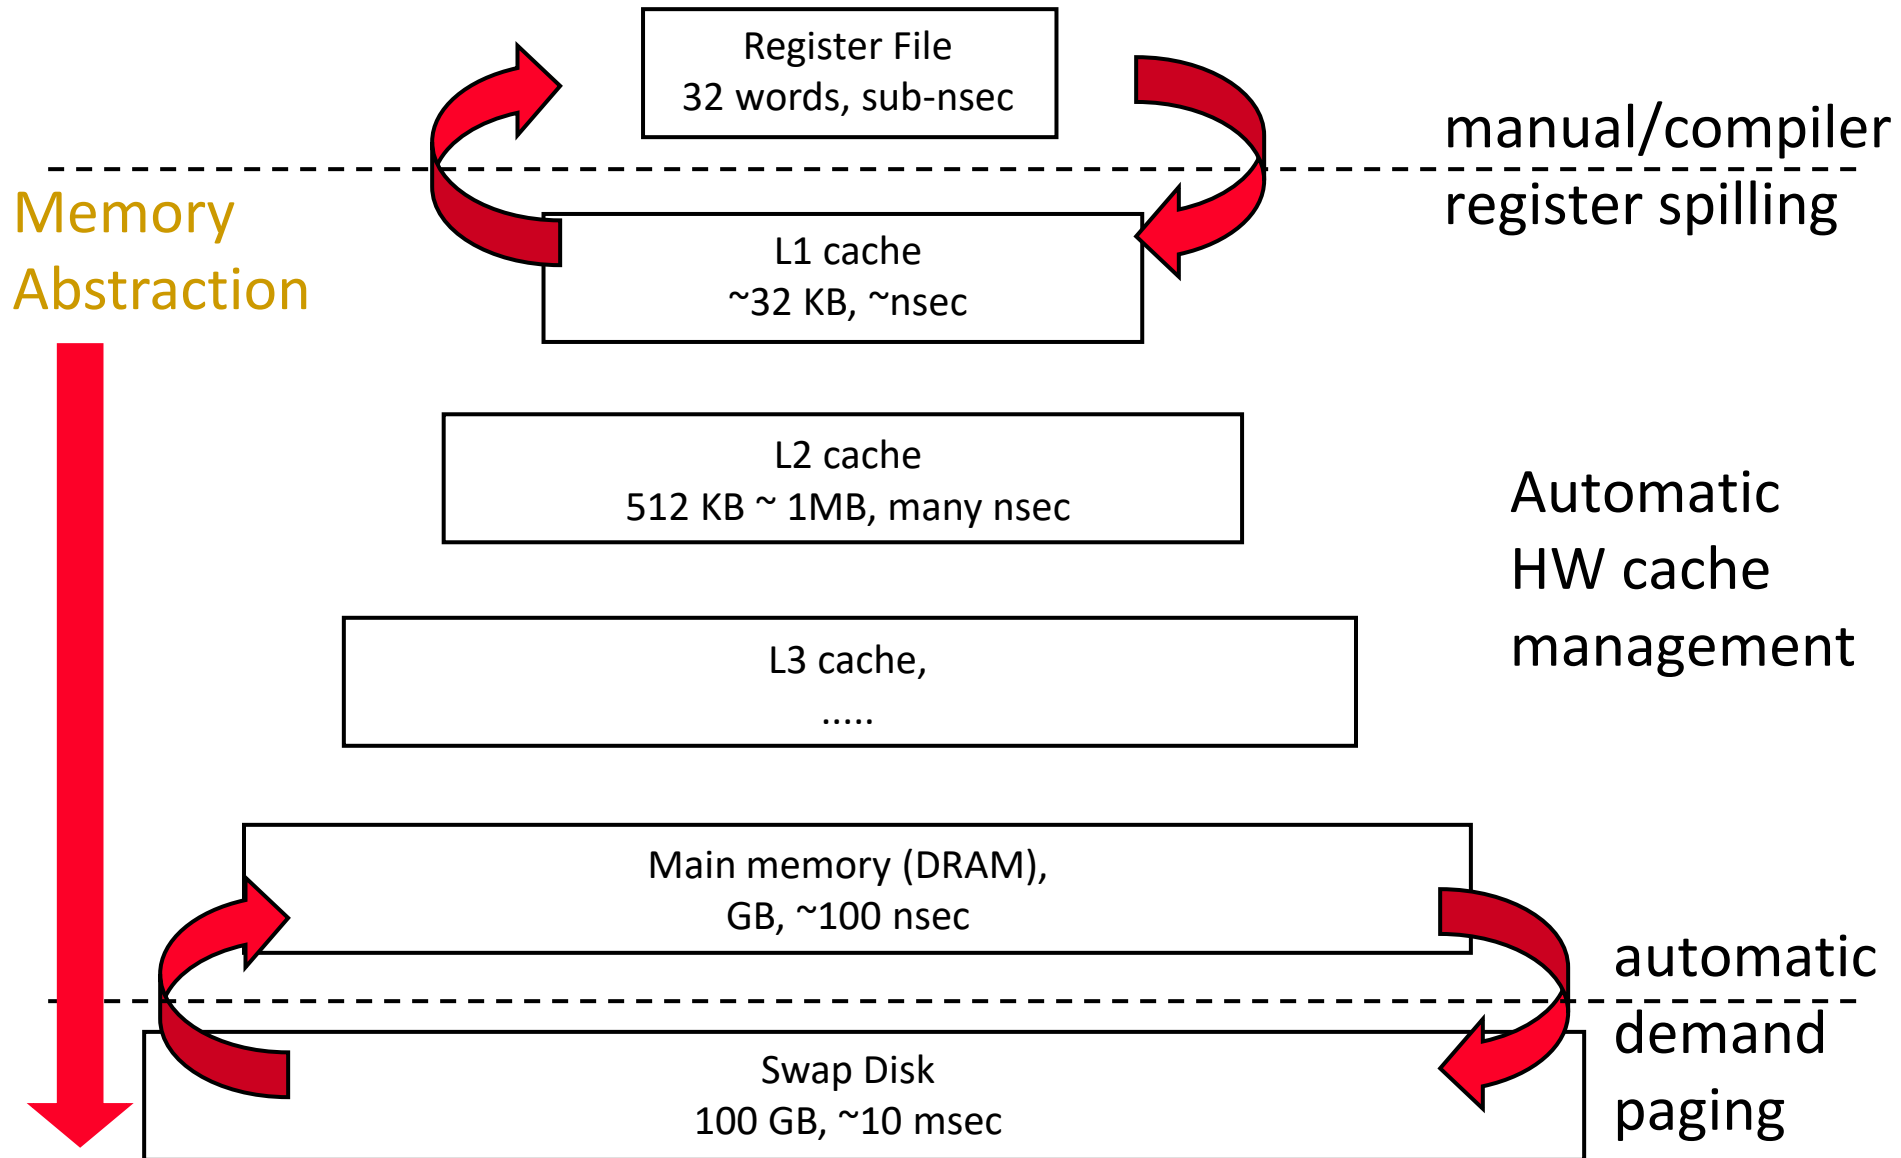 Register File
32 words, sub-nsec
manual/compiler
register spilling
Memory
Abstraction
L1 cache
~32 KB, ~nsec
L2 cache
512 KB ~ 1MB, many nsec
Automatic
HW cache
management
L3 cache,
.....
Main memory (DRAM),
GB, ~100 nsec
automatic
demand
paging
Swap Disk
100 GB, ~10 msec